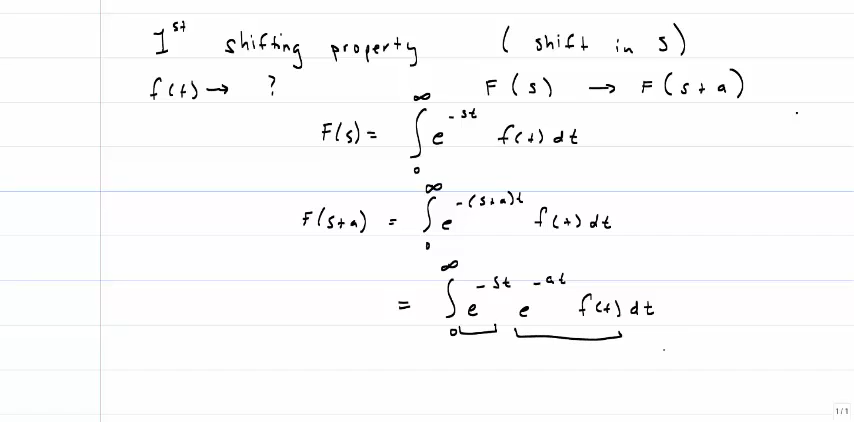 1st shifting property (shift in s)
f(t) → ? F(s) → F(s+a)
F(s) = ∫₀^∞ e^{-st} f(t) dt
F(s+a) = ∫₀^∞ e^{-(s+a)t} f(t) dt
= ∫₀^∞ e^{-st} e^{-at} f(t) dt
1/1